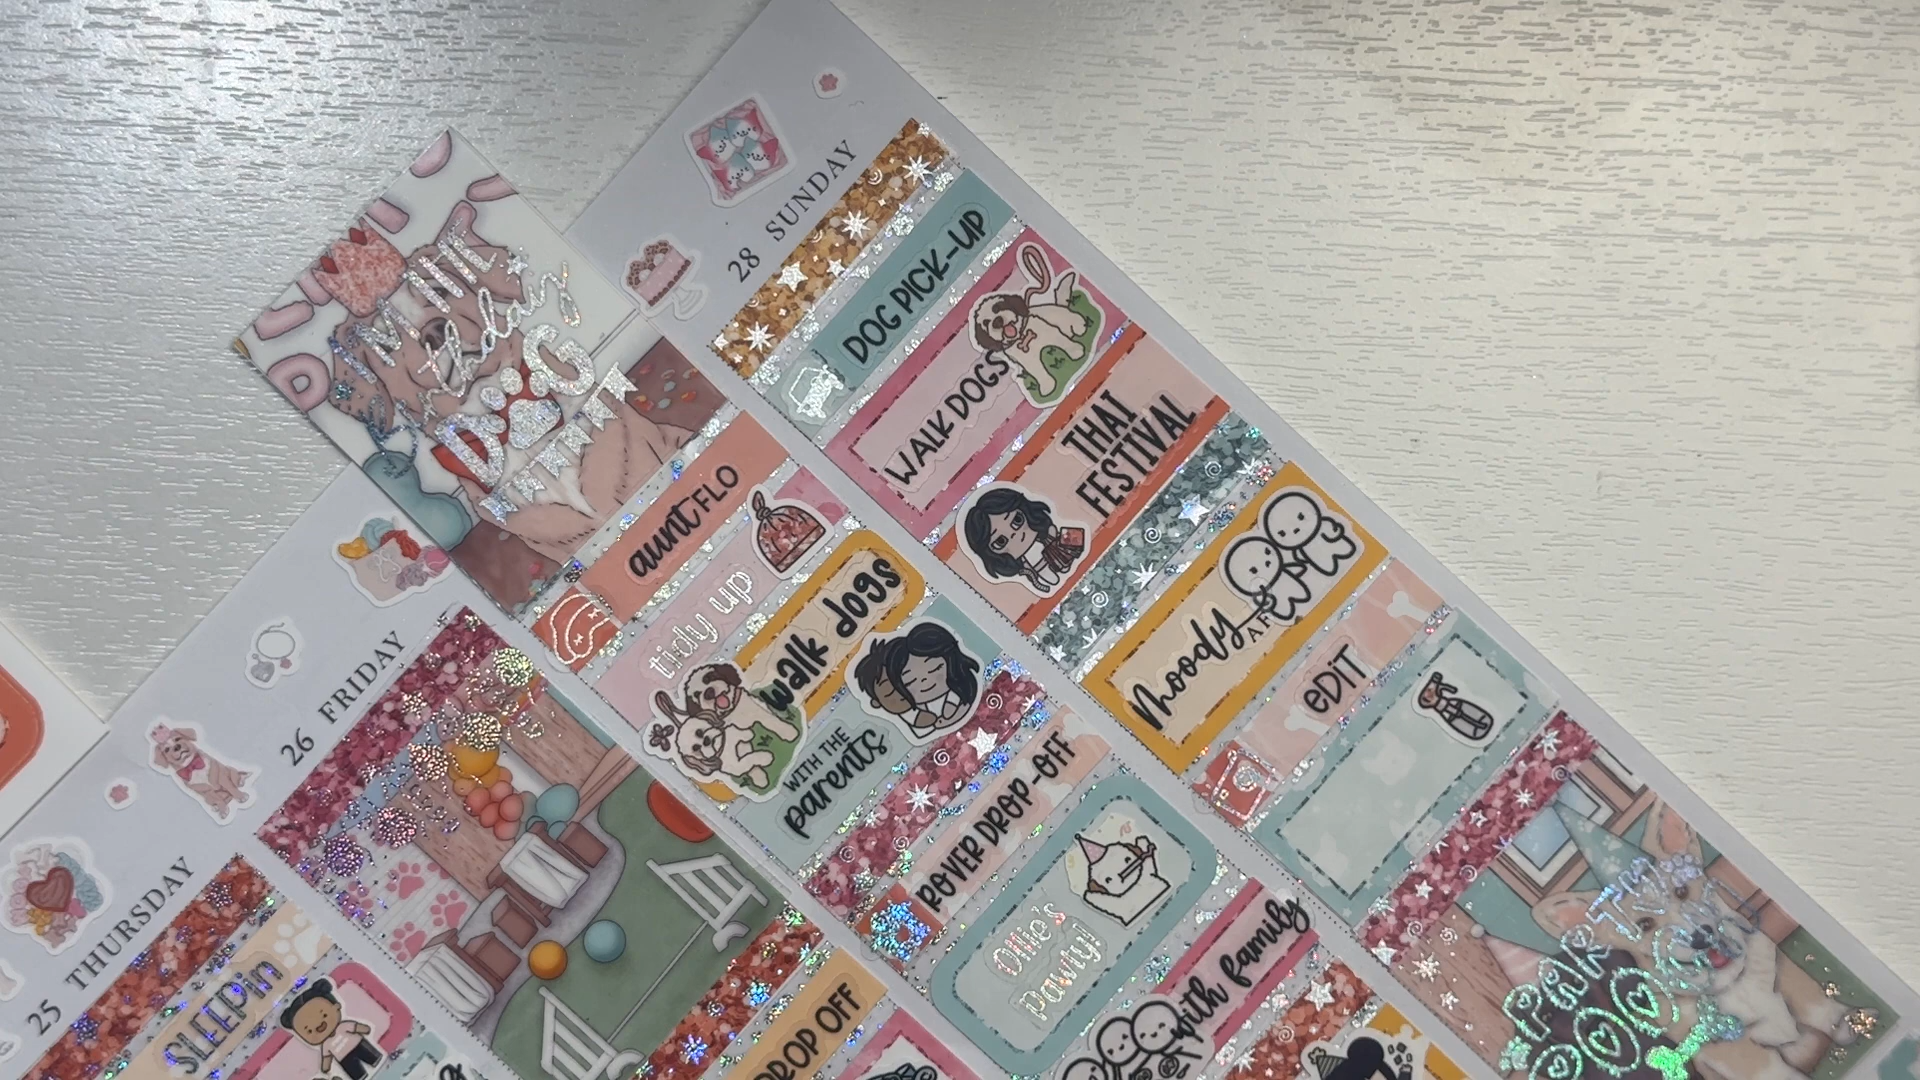 28 SUNDAY
DOG PICK-UP
WALK DOGS
THAI
FESTIVAL
Moody
AF
eDIT
I'M THE
birthday
DOG
aunt FLO
tidy up
walk dogs
WITH THE
parents
ROVER DROP-OFF
Ollie's
pawty!
with family
PARTY
26 FRIDAY
DROP OFF
25 THURSDAY
SLEEPin